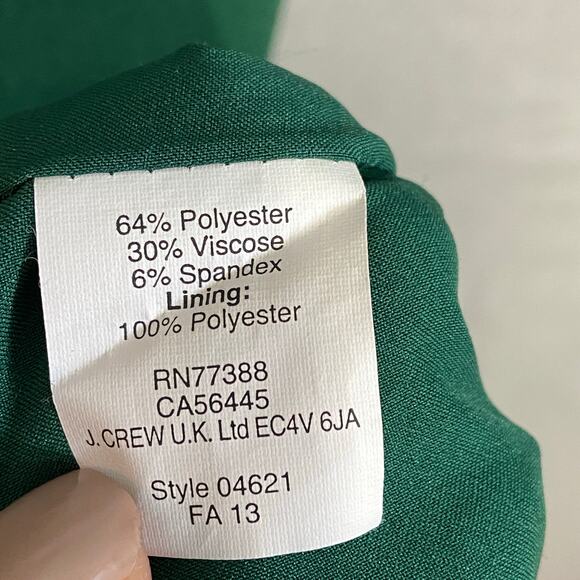 64% Polyester
30% Viscose
6% Spandex
Lining:
100% Polyester
RN77388
CA56445
J.CREW U.K. Ltd EC4V 6JA
Style 04621
FA 13